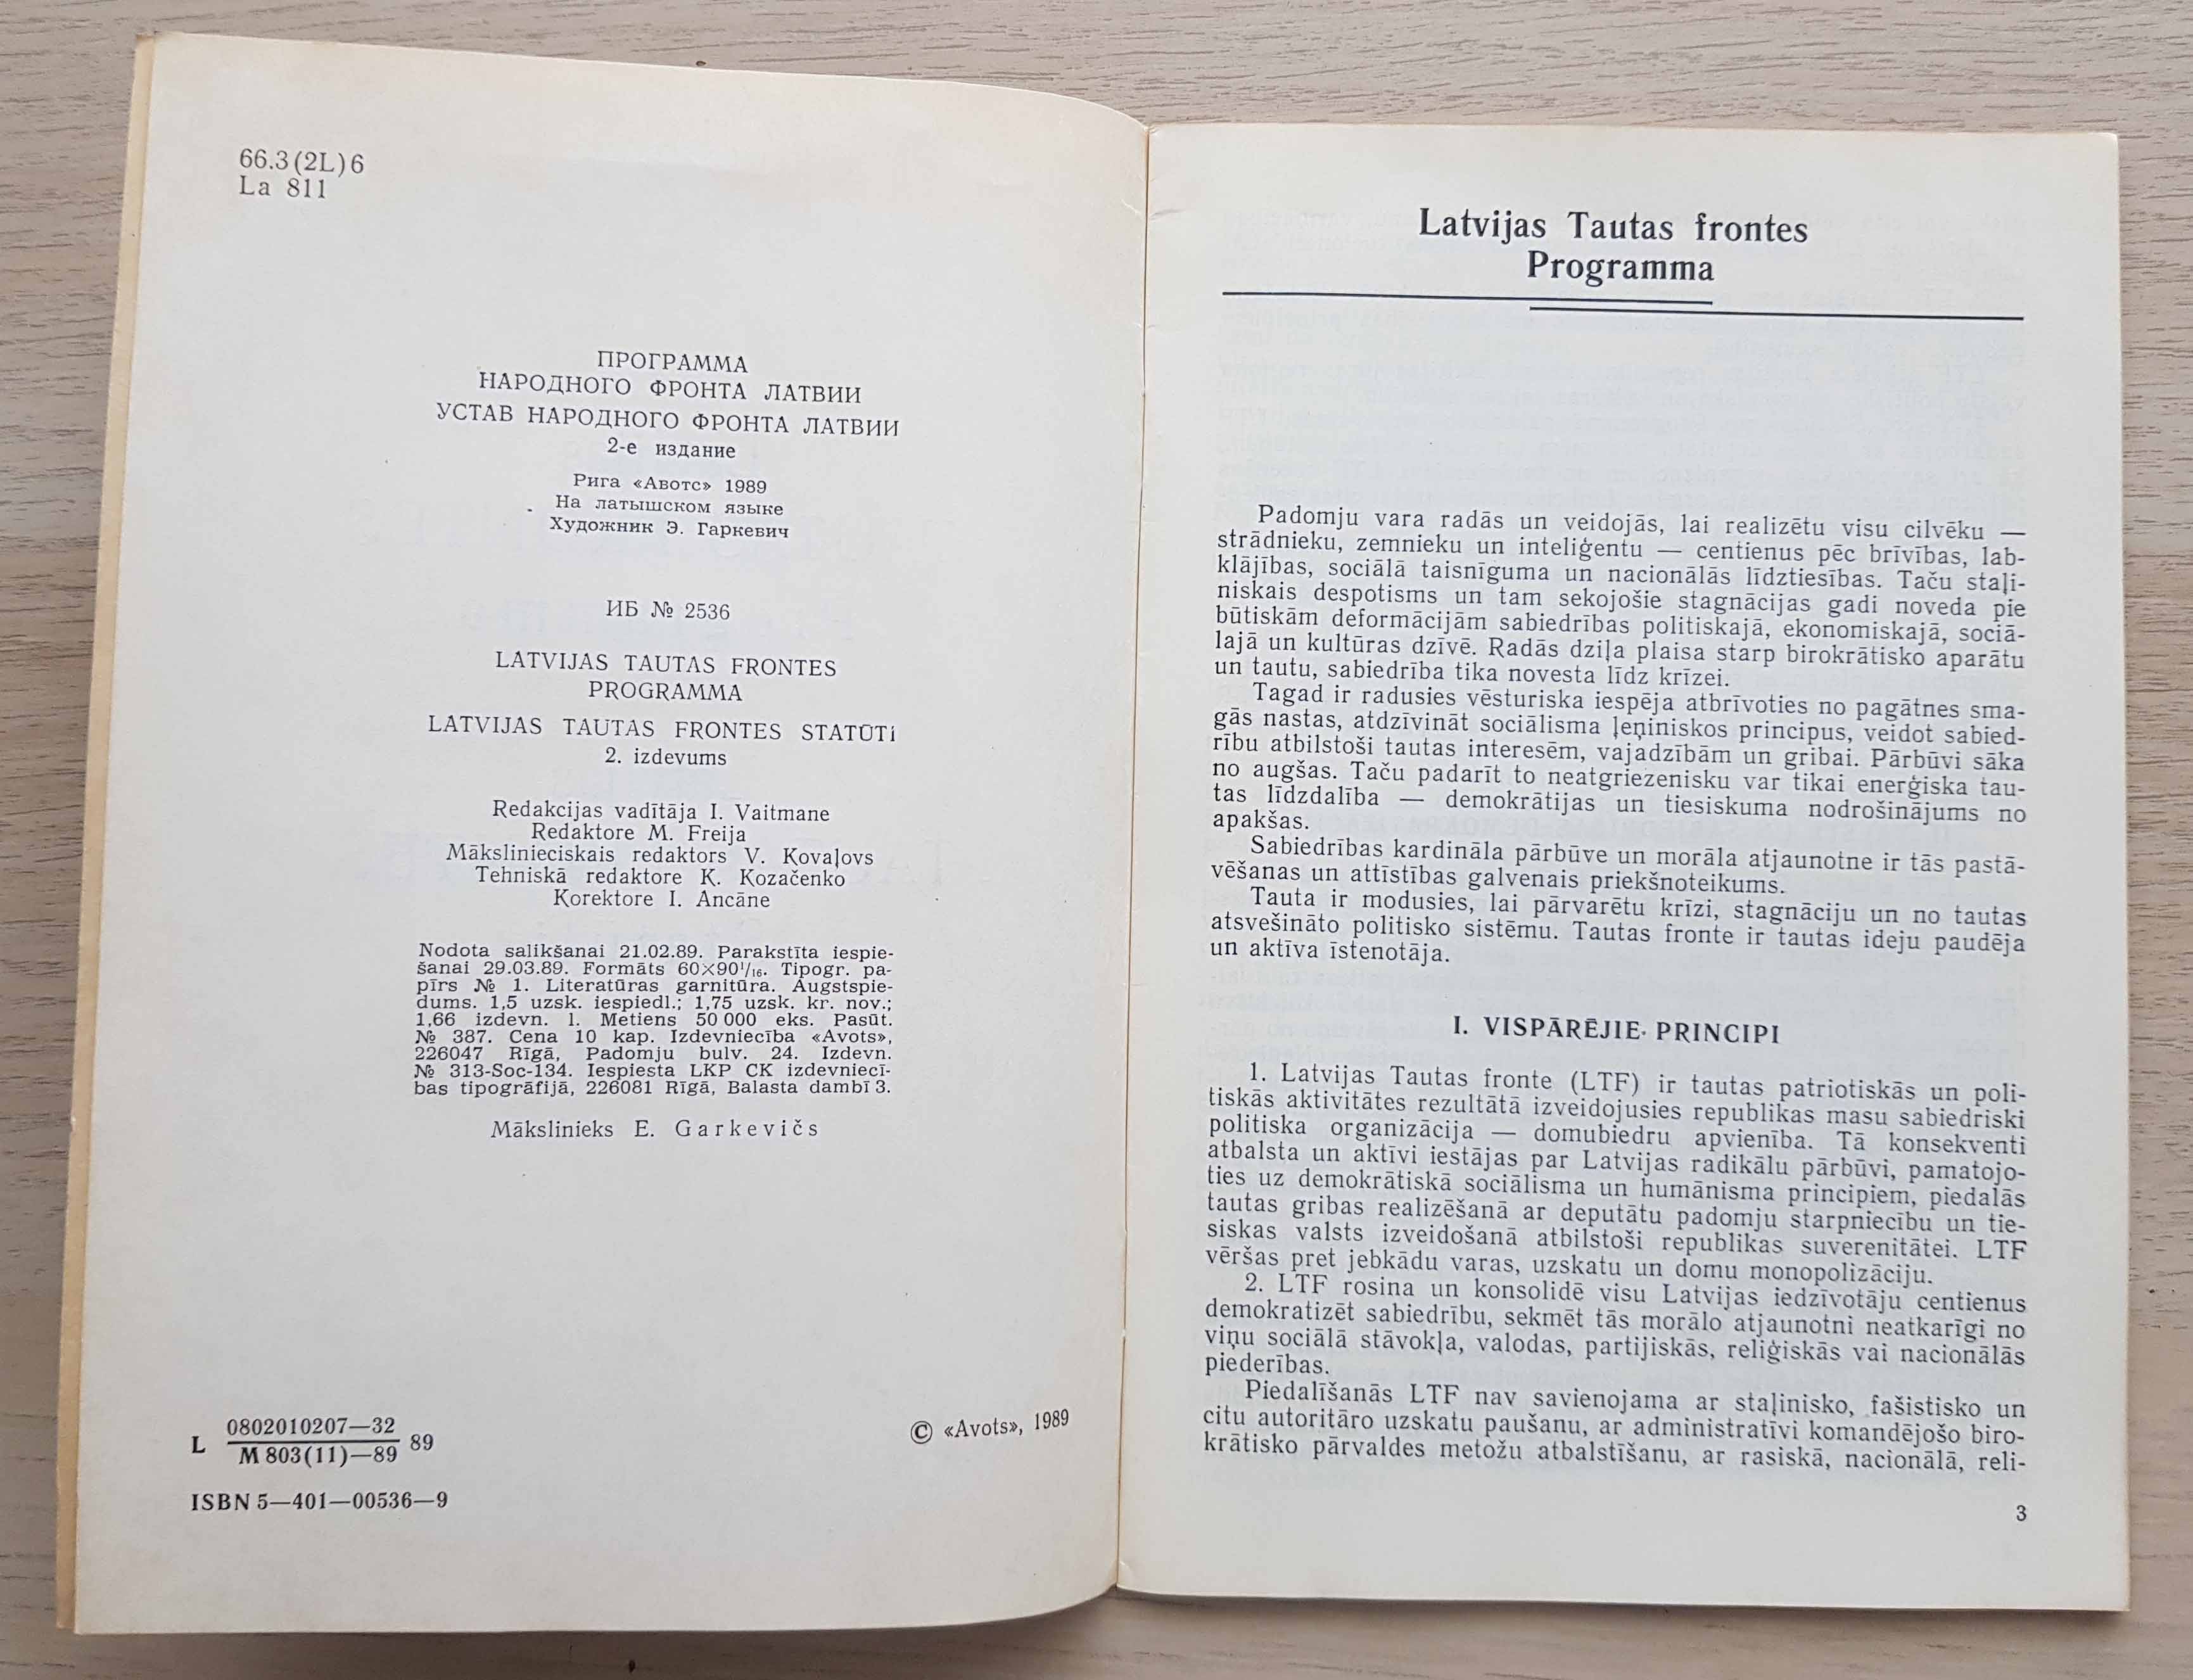 66.3(2L)6
La 811
ПРОГРАММА
НАРОДНОГО ФРОНТА ЛАТВИИ
УСТАВ НАРОДНОГО ФРОНТА ЛАТВИИ
2-е издание
Рига «Авотс» 1989
На латышском языке
Художник Э. Гаркевич
ИБ № 2536
LATVIJAS TAUTAS FRONTES
PROGRAMMA
LATVIJAS TAUTAS FRONTES STATŪTI
2. izdevums
Redakcijas vadītāja I. Vaitmane
Redaktore M. Freija
Mākslinieciskais redaktors V. Kovaļovs
Tehniskā redaktore K. Kozačenko
Korektore I. Ancāne
Nodota salikšanai 21.02.89. Parakstīta iespie-
šanai 29.03.89. Formāts 60×90¹/₁₆. Tipogr. pa-
pīrs № 1. Literatūras garnitūra. Augstspie-
dums. 1,5 uzsk. iespiedl.; 1,75 uzsk. kr. nov.;
1,66 izdevn. l. Metiens 50 000 eks. Pasūt.
№ 387. Cena 10 kap. Izdevniecība «Avots»,
226047 Rīgā, Padomju bulv. 24. Izdevn.
№ 313-Soc-134. Iespiesta LKP CK izdevniecī-
bas tipogrāfijā, 226081 Rīgā, Balasta dambī 3.
Mākslinieks E. Garkevičs
L 0802010207—32
M 803(11)—89 89
© «Avots», 1989
ISBN 5—401—00536—9
Latvijas Tautas frontes
Programma
Padomju vara radās un veidojās, lai realizētu visu cilvēku —
strādnieku, zemnieku un inteliģentu — centienus pēc brīvības, lab-
klājības, sociālā taisnīguma un nacionālās līdztiesības. Taču staļi-
niskais despotisms un tam sekojošie stagnācijas gadi noveda pie
būtiskām deformācijām sabiedrības politiskajā, ekonomiskajā, sociā-
lajā un kultūras dzīvē. Radās dziļa plaisa starp birokrātisko aparātu
un tautu, sabiedrība tika novesta līdz krīzei.
Tagad ir radusies vēsturiska iespēja atbrīvoties no pagātnes sma-
gās nastas, atdzīvināt sociālisma ļeņiniskos principus, veidot sabied-
rību atbilstoši tautas interesēm, vajadzībām un gribai. Pārbūvi sāka
no augšas. Taču padarīt to neatgriezenisku var tikai enerģiska tau-
tas līdzdalība — demokrātijas un tiesiskuma nodrošinājums no
apakšas.
Sabiedrības kardināla pārbūve un morāla atjaunotne ir tās pastā-
vēšanas un attīstības galvenais priekšnoteikums.
Tauta ir modusies, lai pārvarētu krīzi, stagnāciju un no tautas
atsvešināto politisko sistēmu. Tautas fronte ir tautas ideju paudēja
un aktīva īstenotāja.
I. VISPĀRĒJIE PRINCIPI
1. Latvijas Tautas fronte (LTF) ir tautas patriotiskās un poli-
tiskās aktivitātes rezultātā izveidojusies republikas masu sabiedriski
politiska organizācija — domubiedru apvienība. Tā konsekventi
atbalsta un aktīvi iestājas par Latvijas radikālu pārbūvi, pamatojo-
ties uz demokrātiskā sociālisma un humānisma principiem, piedalās
tautas gribas realizēšanā ar deputātu padomju starpniecību un tie-
siskas valsts izveidošanā atbilstoši republikas suverenitātei. LTF
vēršas pret jebkādu varas, uzskatu un domu monopolizāciju.
2. LTF rosina un konsolidē visu Latvijas iedzīvotāju centienus
demokratizēt sabiedrību, sekmēt tās morālo atjaunotni neatkarīgi no
viņu sociālā stāvokļa, valodas, partijiskās, reliģiskās vai nacionālās
piederības.
Piedalīšanās LTF nav savienojama ar staļinisko, fašistisko un
citu autoritāro uzskatu paušanu, ar administratīvi komandējošo biro-
krātisko pārvaldes metožu atbalstīšanu, ar rasiskā, nacionālā, reli-
3